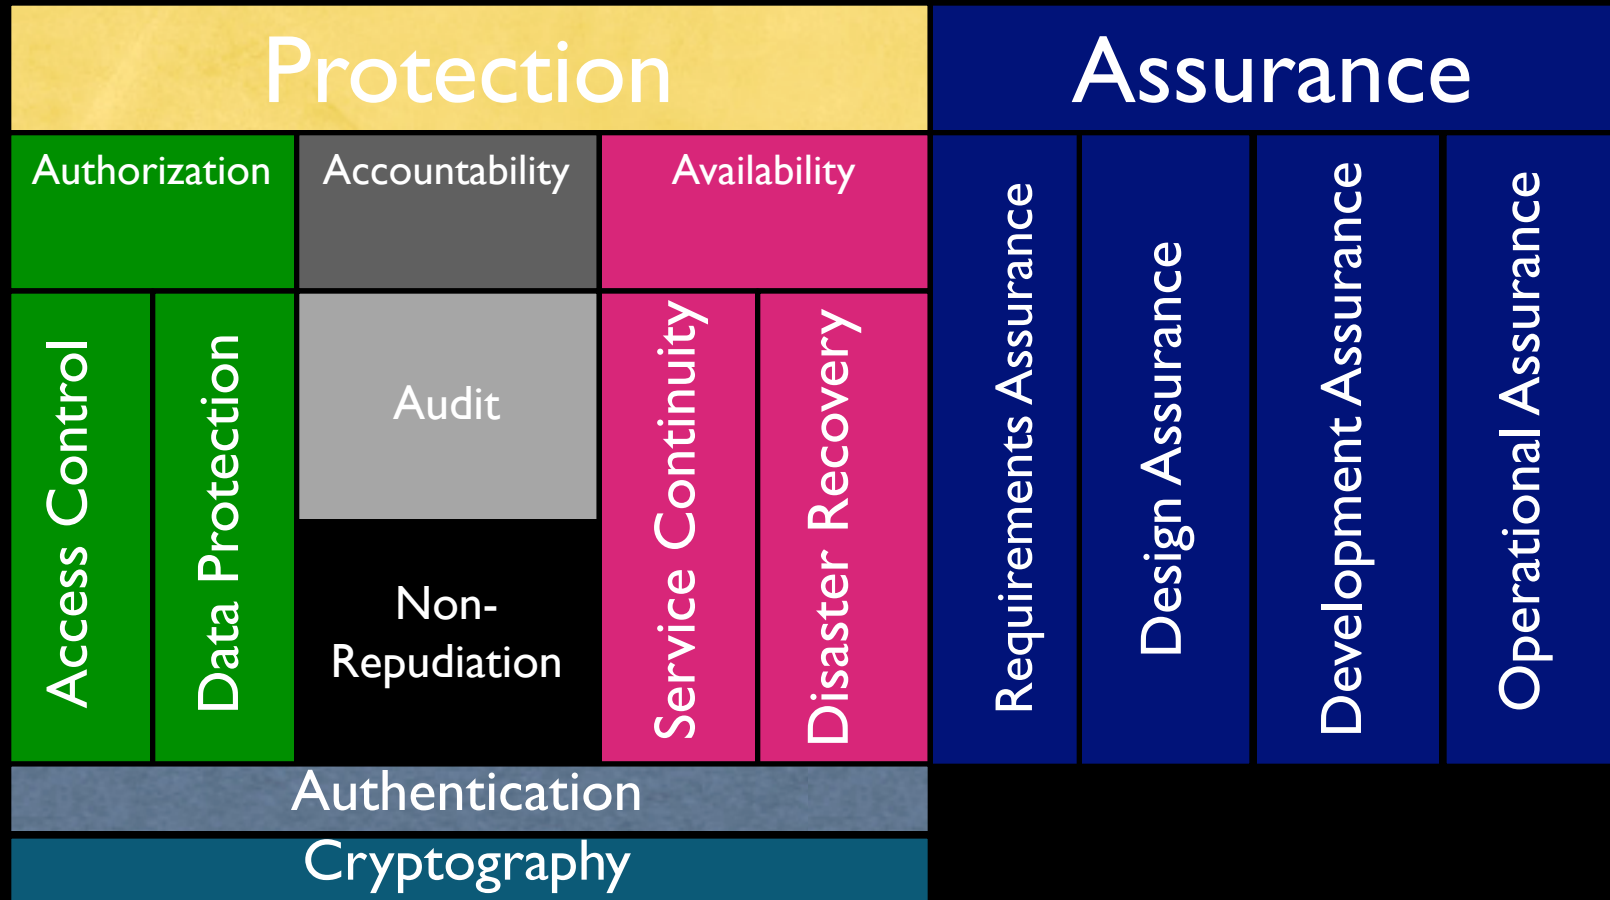 Protection
Assurance
Authorization
Accountability
Availability
Access Control
Data Protection
Audit
Non-
Repudiation
Service Continuity
Disaster Recovery
Requirements Assurance
Design Assurance
Development Assurance
Operational Assurance
Authentication
Cryptography